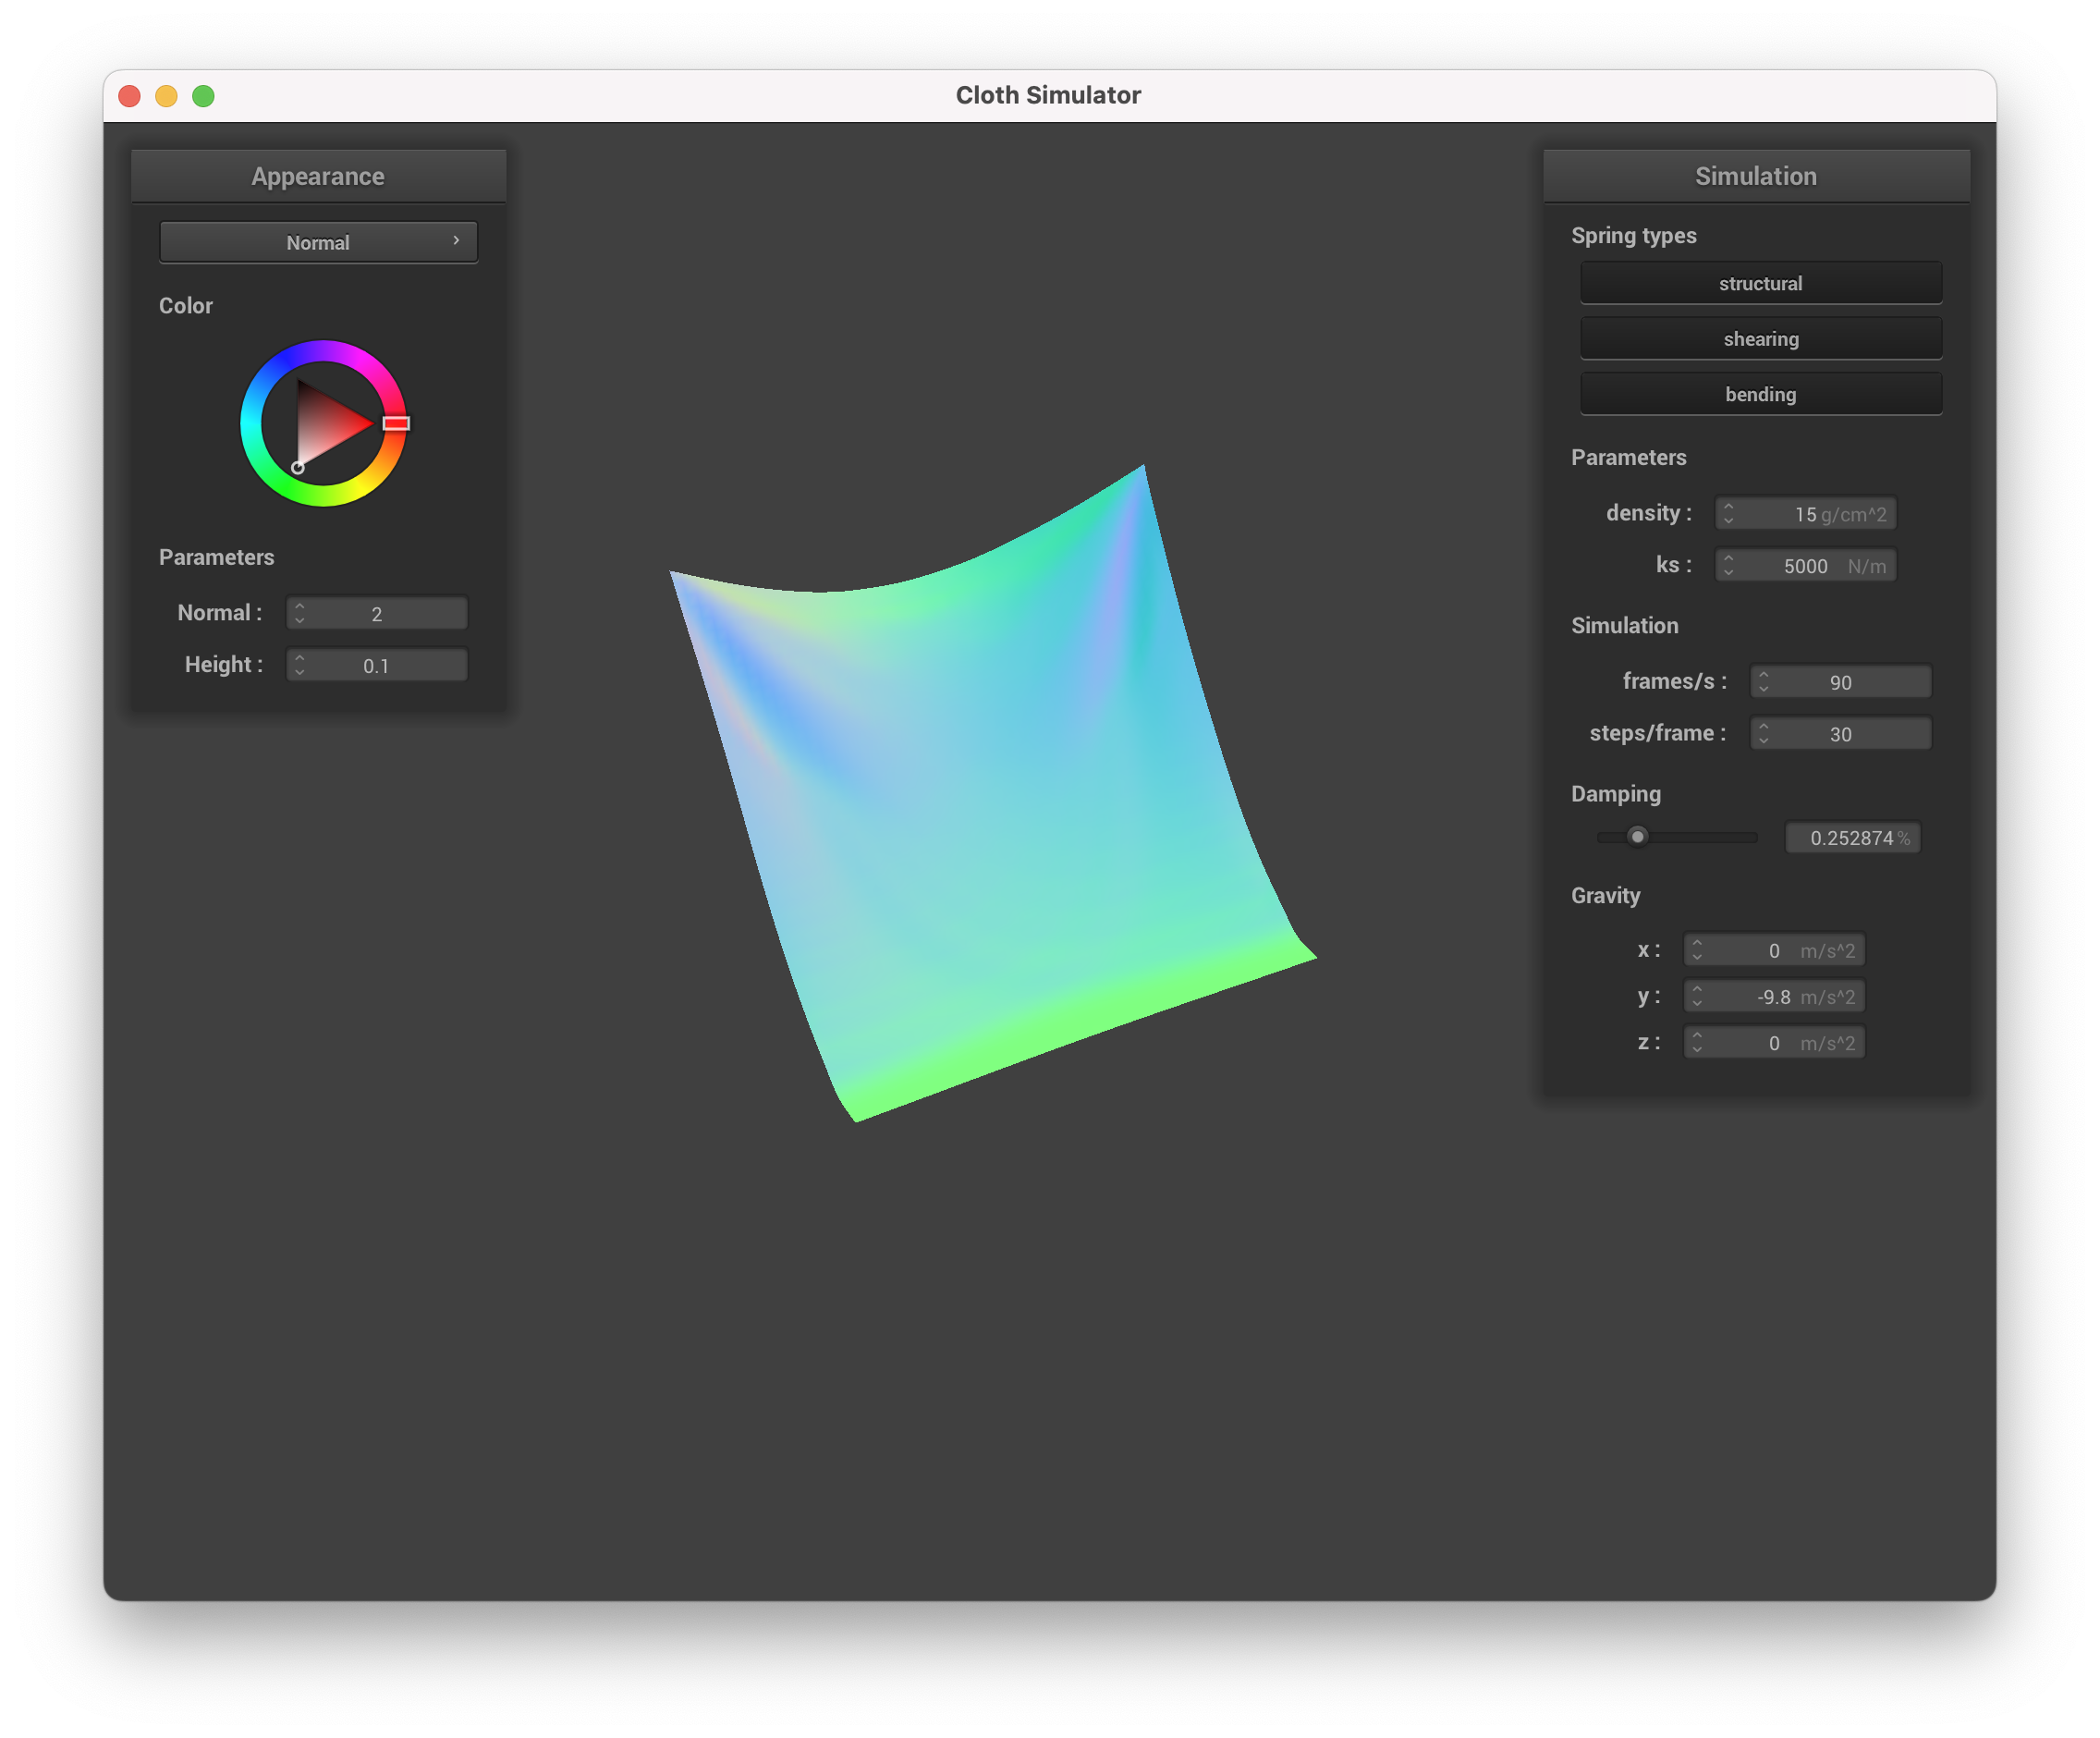 Cloth Simulator
Appearance
Normal
Color
Parameters
Normal :
2
Height :
0.1
Simulation
Spring types
structural
shearing
bending
Parameters
density :
15 g/cm^2
ks :
5000 N/m
Simulation
frames/s :
90
steps/frame :
30
Damping
0.252874 %
Gravity
x :
0 m/s^2
y :
-9.8 m/s^2
z :
0 m/s^2